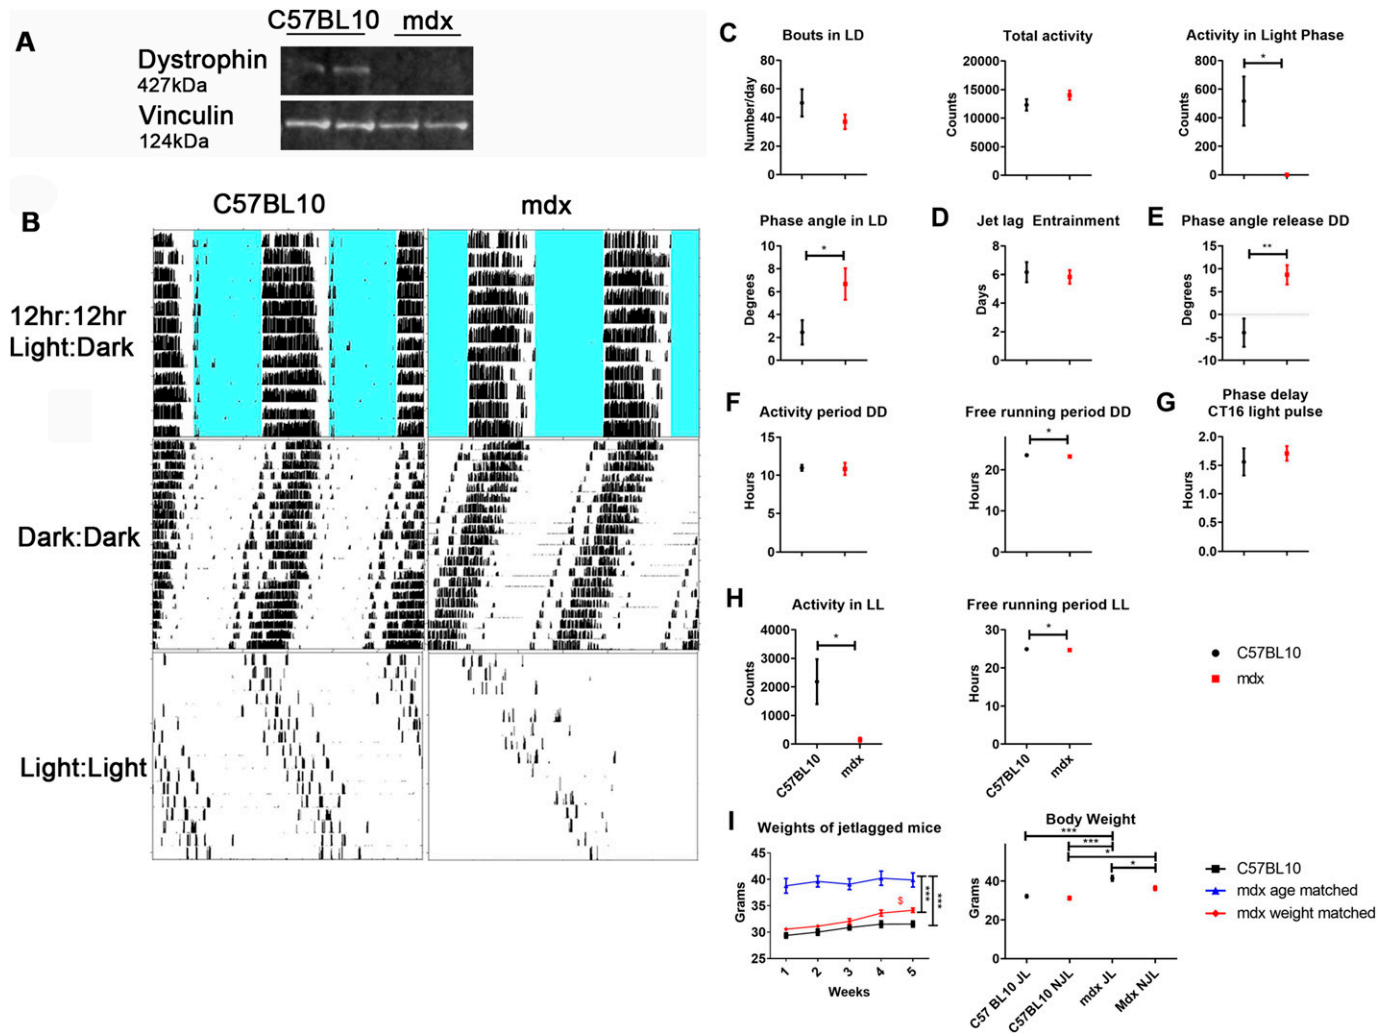 A
C57BL10 mdx
Dystrophin
427kDa
Vinculin
124kDa
B
C57BL10 mdx
12hr:12hr
Light:Dark
Dark:Dark
Light:Light
C
Bouts in LD
Number/day
80
60
40
20
0
Total activity
Counts
20000
15000
10000
5000
0
Activity in Light Phase
Counts
800
600
400
200
0
*
Phase angle in LD
Degrees
10
8
6
4
2
0
*
D
Jet lag Entrainment
Days
8
6
4
2
0
E
Phase angle release DD
Degrees
15
10
5
0
-5
-10
**
F
Activity period DD
Hours
15
10
5
0
Free running period DD
Hours
20
10
0
*
G
Phase delay
CT16 light pulse
Hours
2.0
1.5
1.0
0.5
0.0
H
Activity in LL
Counts
4000
3000
2000
1000
0
*
C57BL10
mdx
Free running period LL
Hours
30
20
10
0
*
C57BL10
mdx
C57BL10
mdx
I
Weights of jetlagged mice
Grams
45
40
35
30
25
$
***
***
1 2 3 4 5
Weeks
Body Weight
Grams
40
20
0
***
***
*
*
C57 BL10 JL
C57BL10 NJL
mdx JL
Mdx NJL
C57BL10
mdx age matched
mdx weight matched